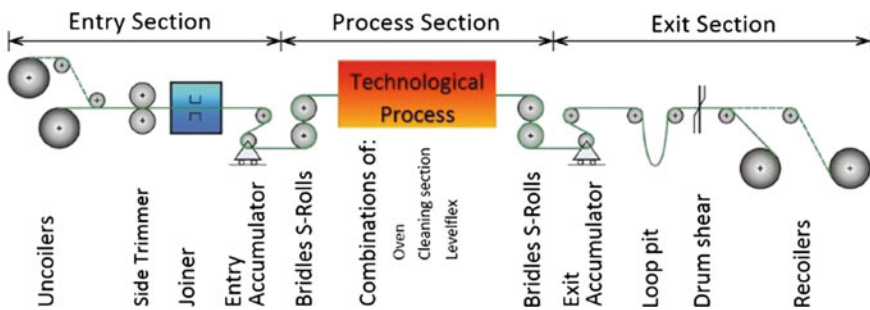 Entry Section
Process Section
Exit Section
Technological
Process
Uncoilers
Side Trimmer
Joiner
Entry
Accumulator
Bridles S-Rolls
Combinations of:
Oven
Cleaning section
Levelflex
Bridles S-Rolls
Exit
Accumulator
Loop pit
Drum shear
Recoilers